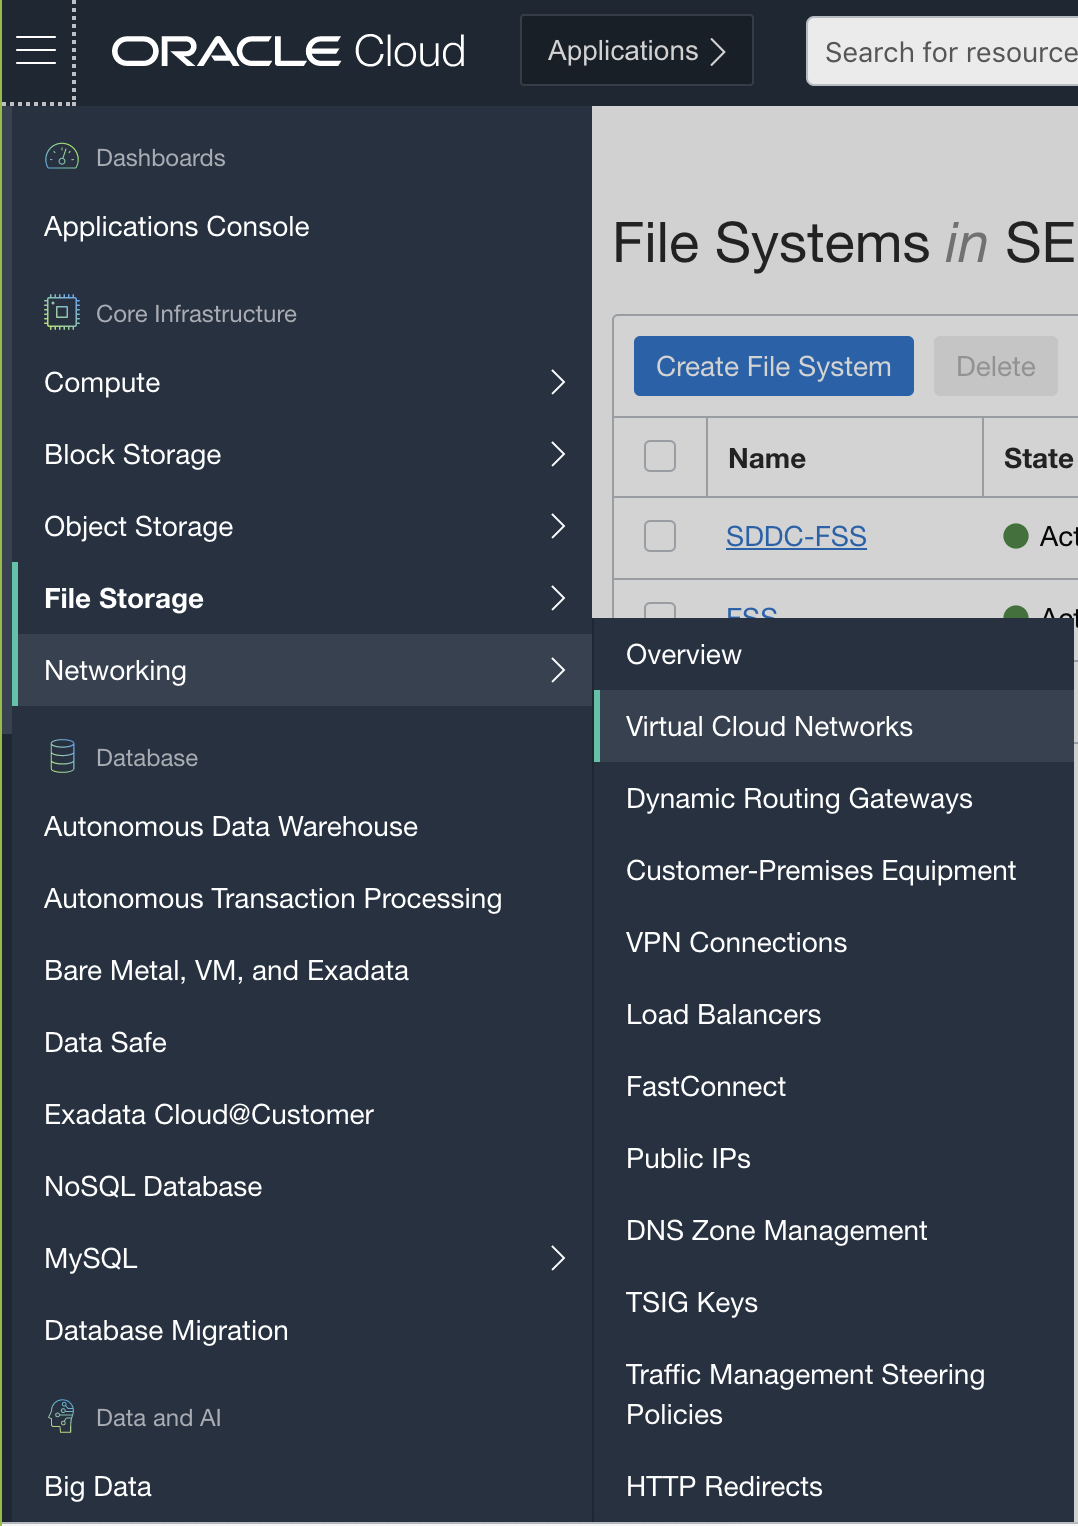 ORACLE Cloud
Applications
Search for resource
Dashboards
Applications Console
Core Infrastructure
Compute
Block Storage
Object Storage
File Storage
Networking
Database
Autonomous Data Warehouse
Autonomous Transaction Processing
Bare Metal, VM, and Exadata
Data Safe
Exadata Cloud@Customer
NoSQL Database
MySQL
Database Migration
Data and AI
Big Data
File Systems in SE
Create File System Delete
Name State
SDDC-FSS Act
FSS Act
Overview
Virtual Cloud Networks
Dynamic Routing Gateways
Customer-Premises Equipment
VPN Connections
Load Balancers
FastConnect
Public IPs
DNS Zone Management
TSIG Keys
Traffic Management Steering
Policies
HTTP Redirects